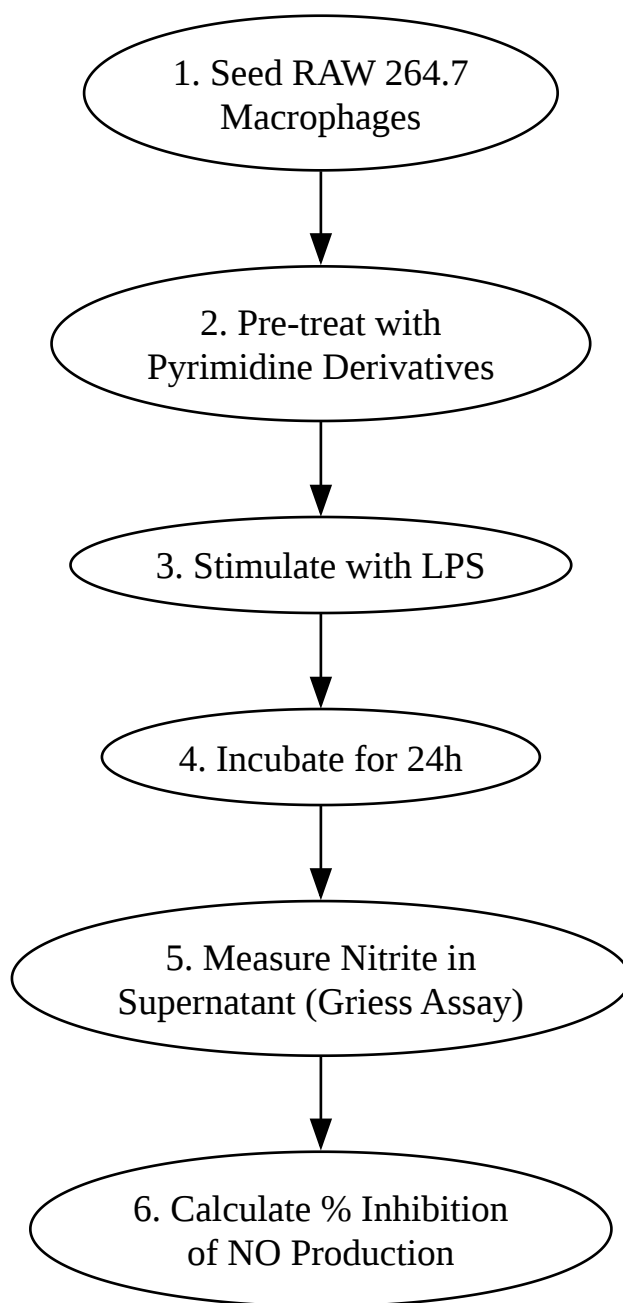 1. Seed RAW 264.7
Macrophages
2. Pre-treat with
Pyrimidine Derivatives
3. Stimulate with LPS
4. Incubate for 24h
5. Measure Nitrite in
Supernatant (Griess Assay)
6. Calculate % Inhibition
of NO Production